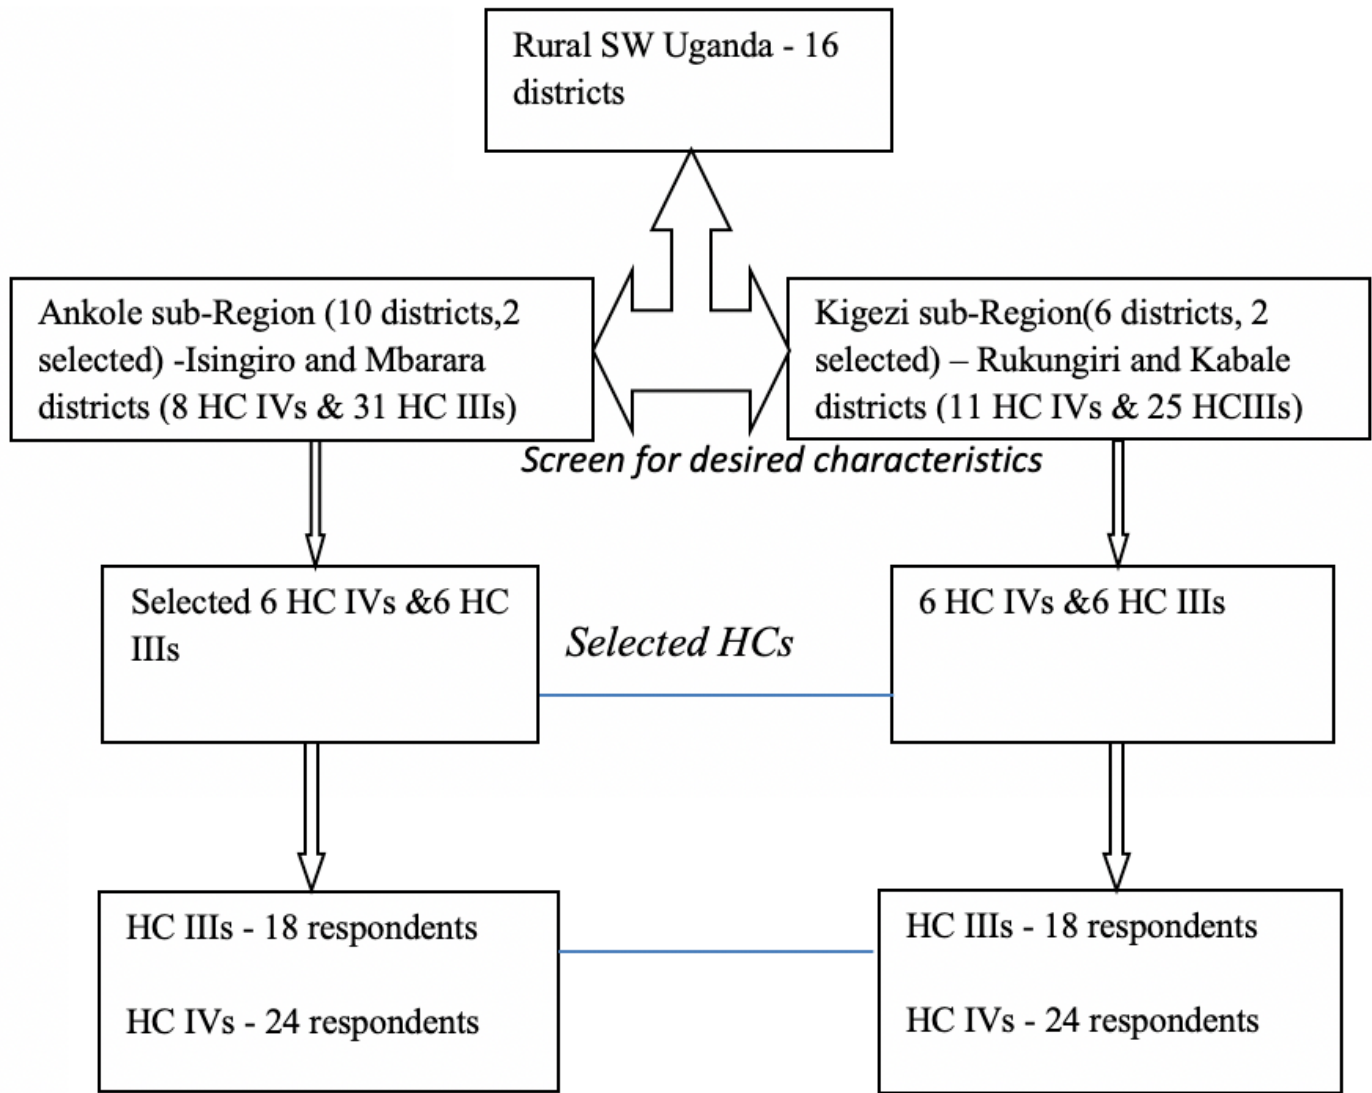 Rural SW Uganda - 16
districts
Ankole sub-Region (10 districts,2
selected) -Isingiro and Mbarara
districts (8 HC IVs & 31 HC IIIs)
Kigezi sub-Region(6 districts, 2
selected) – Rukungiri and Kabale
districts (11 HC IVs & 25 HCIIIs)
Screen for desired characteristics
Selected 6 HC IVs &6 HC
IIIs
Selected HCs
6 HC IVs &6 HC IIIs
HC IIIs - 18 respondents
HC IVs - 24 respondents
HC IIIs - 18 respondents
HC IVs - 24 respondents